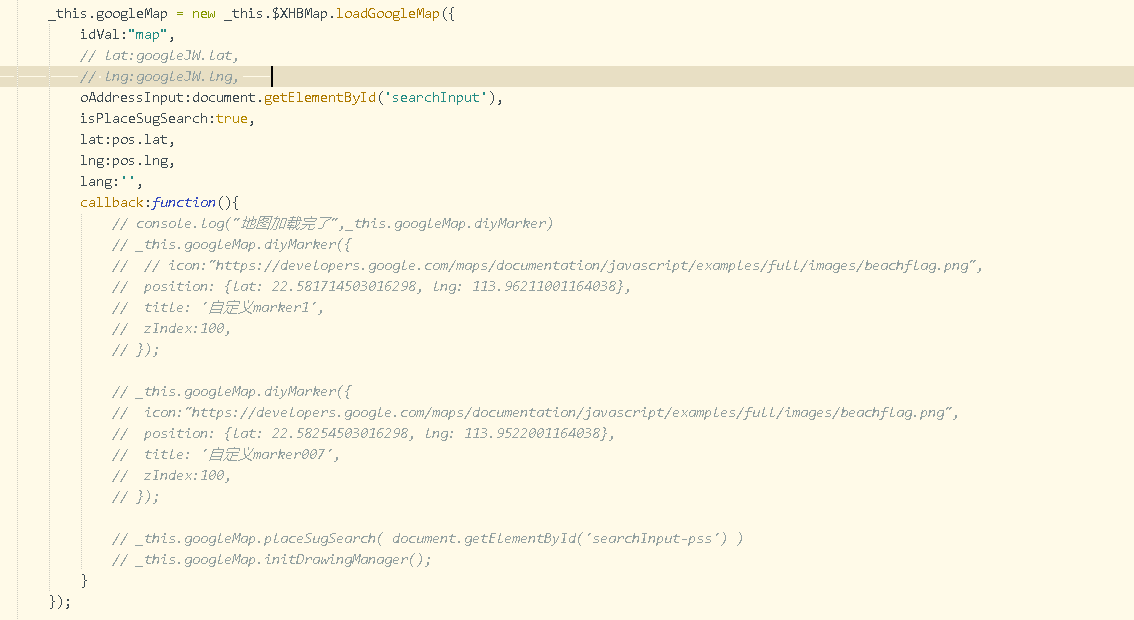 _this.googleMap = new _this.$XHBMap.loadGoogleMap({
idVal:"map",
// lat:googleJW.lat,
// lng:googleJW.lng,
oAddressInput:document.getElementById('searchInput'),
isPlaceSugSearch:true,
lat:pos.lat,
lng:pos.lng,
lang:'',
callback:function(){
// console.log("地图加载完了",_this.googleMap.diyMarker)
// _this.googleMap.diyMarker({
//  // icon:"https://developers.google.com/maps/documentation/javascript/examples/full/images/beachflag.png",
//  position: {lat: 22.581714503016298, lng: 113.96211001164038},
//  title: '自定义marker1',
//  zIndex:100,
// });
// _this.googleMap.diyMarker({
//  icon:"https://developers.google.com/maps/documentation/javascript/examples/full/images/beachflag.png",
//  position: {lat: 22.58254503016298, lng: 113.9522001164038},
//  title: '自定义marker007',
//  zIndex:100,
// });
// _this.googleMap.placeSugSearch( document.getElementById('searchInput-pss') )
// _this.googleMap.initDrawingManager();
}
});